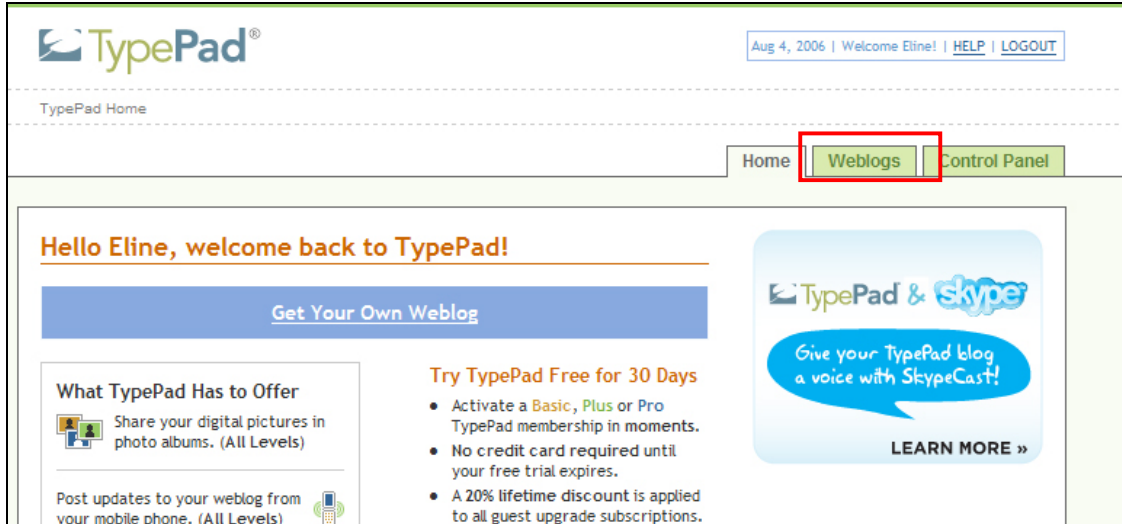 TypePad®
Aug 4, 2006 | Welcome Eline! | HELP | LOGOUT
TypePad Home
Home Weblogs Control Panel
Hello Eline, welcome back to TypePad!
Get Your Own Weblog
What TypePad Has to Offer
Share your digital pictures in
photo albums. (All Levels)
Post updates to your weblog from
your mobile phone. (All Levels)
Try TypePad Free for 30 Days
• Activate a Basic, Plus or Pro
TypePad membership in moments.
• No credit card required until
your free trial expires.
• A 20% lifetime discount is applied
to all guest upgrade subscriptions.
TypePad & skype
Give your TypePad blog
a voice with SkypeCast!
LEARN MORE »